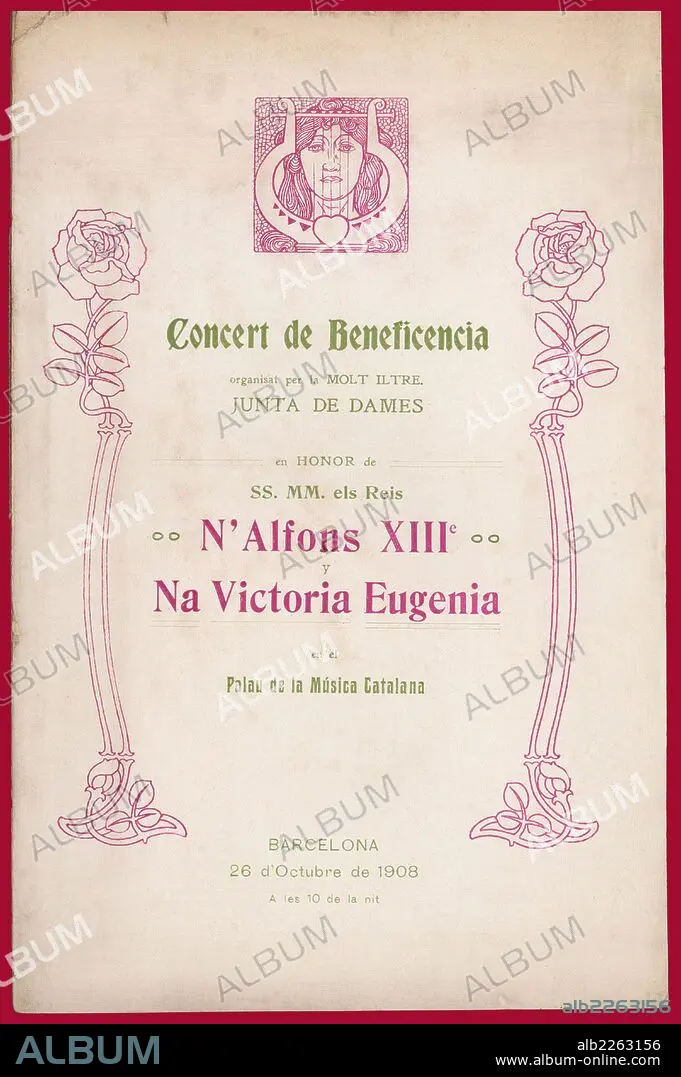 Concert de Beneficencia
organisat per la MOLT ILTRE.
JUNTA DE DAMES
en HONOR de
SS. MM. els Reis
N'Alfons XIIIe
y
Na Victoria Eugenia
en el
Palau de la Música Catalana
BARCELONA
26 d'Octubre de 1908
A les 10 de la nit
alb2263156
ALBUM
alb2263156
www.album-online.com